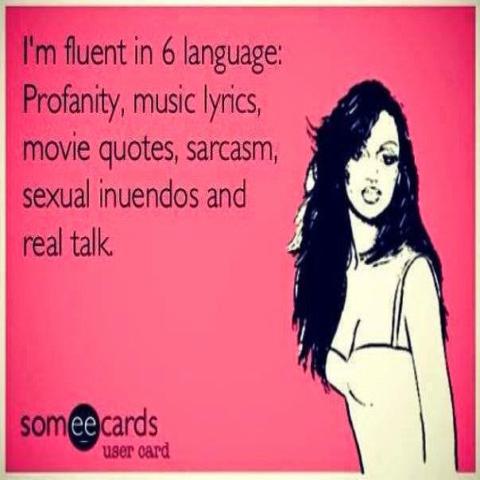 I'm fluent in 6 language:
Profanity, music lyrics,
movie quotes, sarcasm,
sexual inuendos and
real talk.
someecards
user card